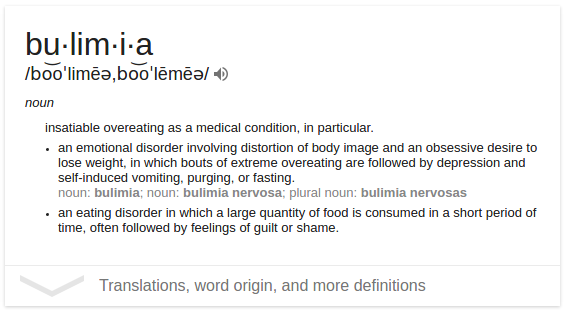 bu·lim·i·a
/bo͞oˈlimēə,bo͞oˈlēmēə/
noun
insatiable overeating as a medical condition, in particular.
• an emotional disorder involving distortion of body image and an obsessive desire to
lose weight, in which bouts of extreme overeating are followed by depression and
self-induced vomiting, purging, or fasting.
noun: bulimia; noun: bulimia nervosa; plural noun: bulimia nervosas
• an eating disorder in which a large quantity of food is consumed in a short period of
time, often followed by feelings of guilt or shame.
Translations, word origin, and more definitions